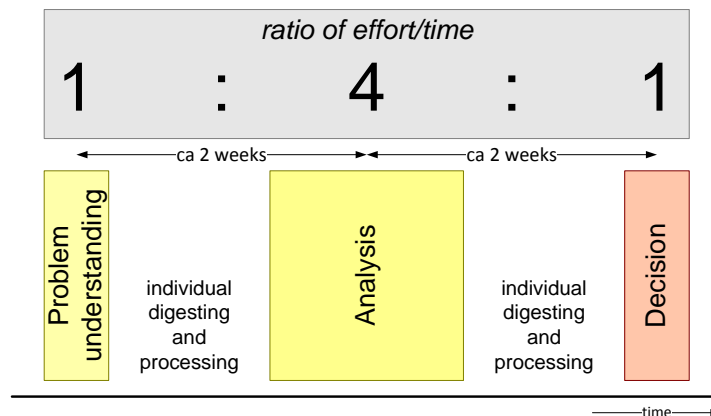 ratio of effort/time
1 : 4 : 1
ca 2 weeks ca 2 weeks
Problem
understanding
individual
digesting
and
processing
Analysis
individual
digesting
and
processing
Decision
time